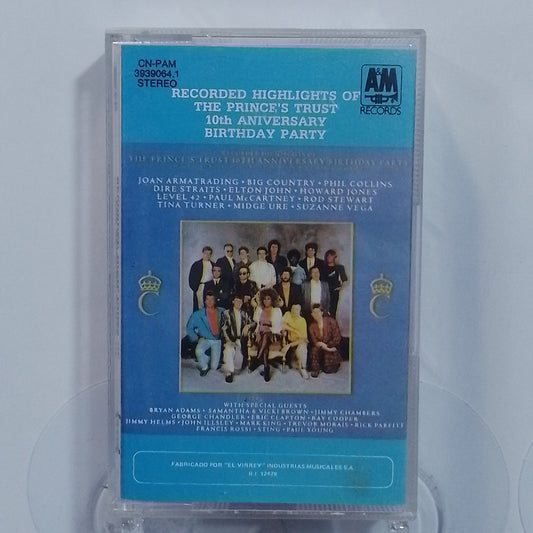 CN-PAM
3939064.1
STEREO
A&M
RECORDS
RECORDED HIGHLIGHTS OF
THE PRINCE'S TRUST
10th ANIVERSARY
BIRTHDAY PARTY
THE PRINCE'S TRUST 10TH ANNIVERSARY BIRTHDAY PARTY
JOAN ARMATRADING • BIG COUNTRY • PHIL COLLINS
DIRE STRAITS • ELTON JOHN • HOWARD JONES
LEVEL 42 • PAUL McCARTNEY • ROD STEWART
TINA TURNER • MIDGE URE • SUZANNE VEGA
C
C
WITH SPECIAL GUESTS
BRYAN ADAMS • SAMANTHA & VICKI BROWN • JIMMY CHAMBERS
GEORGE CHANDLER • ERIC CLAPTON • RAY COOPER
JIMMY HELMS • JOHN ILLSLEY • MARK KING • TREVOR MORAIS • RICK PARFITT
FRANCIS ROSSI • STING • PAUL YOUNG
FABRICADO POR "EL VIRREY" INDUSTRIAS MUSICALES S.A.
R.I. 12478